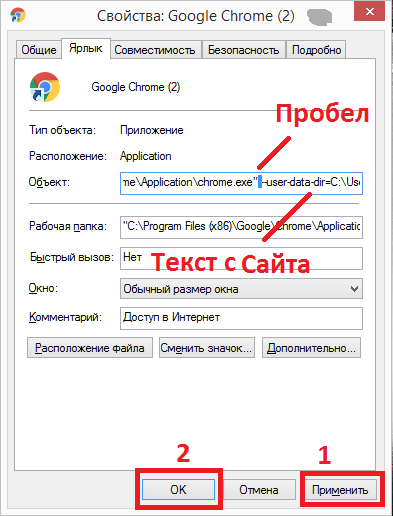 Свойства: Google Chrome (2)
Общие Ярлык Совместимость Безопасность Подробно
Google Chrome (2)
Пробел
Тип объекта: Приложение
Расположение: Application
Объект: me\Application\chrome.exe" --user-data-dir=C:\Use
Рабочая папка: "C:\Program Files (x86)\Google\Chrome\Applicatio
Быстрый вызов: Нет
Текст с Сайта
Окно: Обычный размер окна
Комментарий: Доступ в Интернет
Расположение файла Сменить значок... Дополнительно...
2 1
OK Отмена Применить